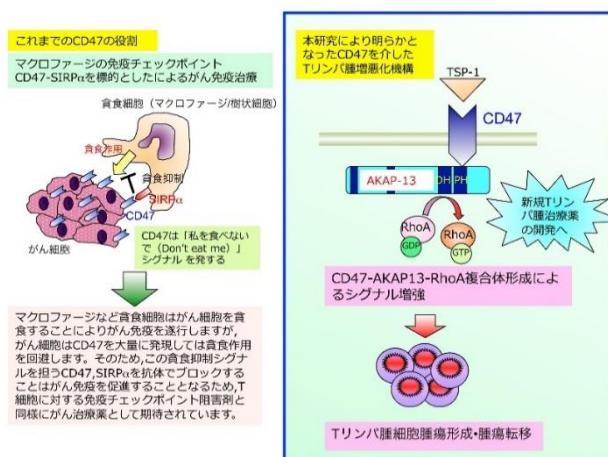 これまでのCD47の役割
マクロファージの免疫チェックポイント
CD47-SIRPαを標的としたによるがん免疫治療
貪食細胞（マクロファージ/樹状細胞）
貪食作用
貪食抑制
SIRPα
CD47
がん細胞
CD47は「私を食べない
で（Don't eat me）」
シグナル を発する
マクロファージなど貪食細胞はがん細胞を貪
食することによりがん免疫を遂行しますが,
がん細胞はCD47を大量に発現しては貪食作用
を回避します。そのため,この貪食抑制シグナ
ルを担うCD47,SIRPαを抗体でブロックする
ことはがん免疫を促進することとなるため,T
細胞に対する免疫チェックポイント阻害剤と
同様にがん治療薬として期待されています。
本研究により明らかと
なったCD47を介した
Tリンパ腫増悪化機構
TSP-1
CD47
AKAP-13
DH
PH
RhoA
GDP
RhoA
GTP
新規Tリン
パ腫治療薬
の開発へ
CD47-AKAP13-RhoA複合体形成によ
るシグナル増強
Tリンパ腫細胞腫瘍形成・腫瘍転移